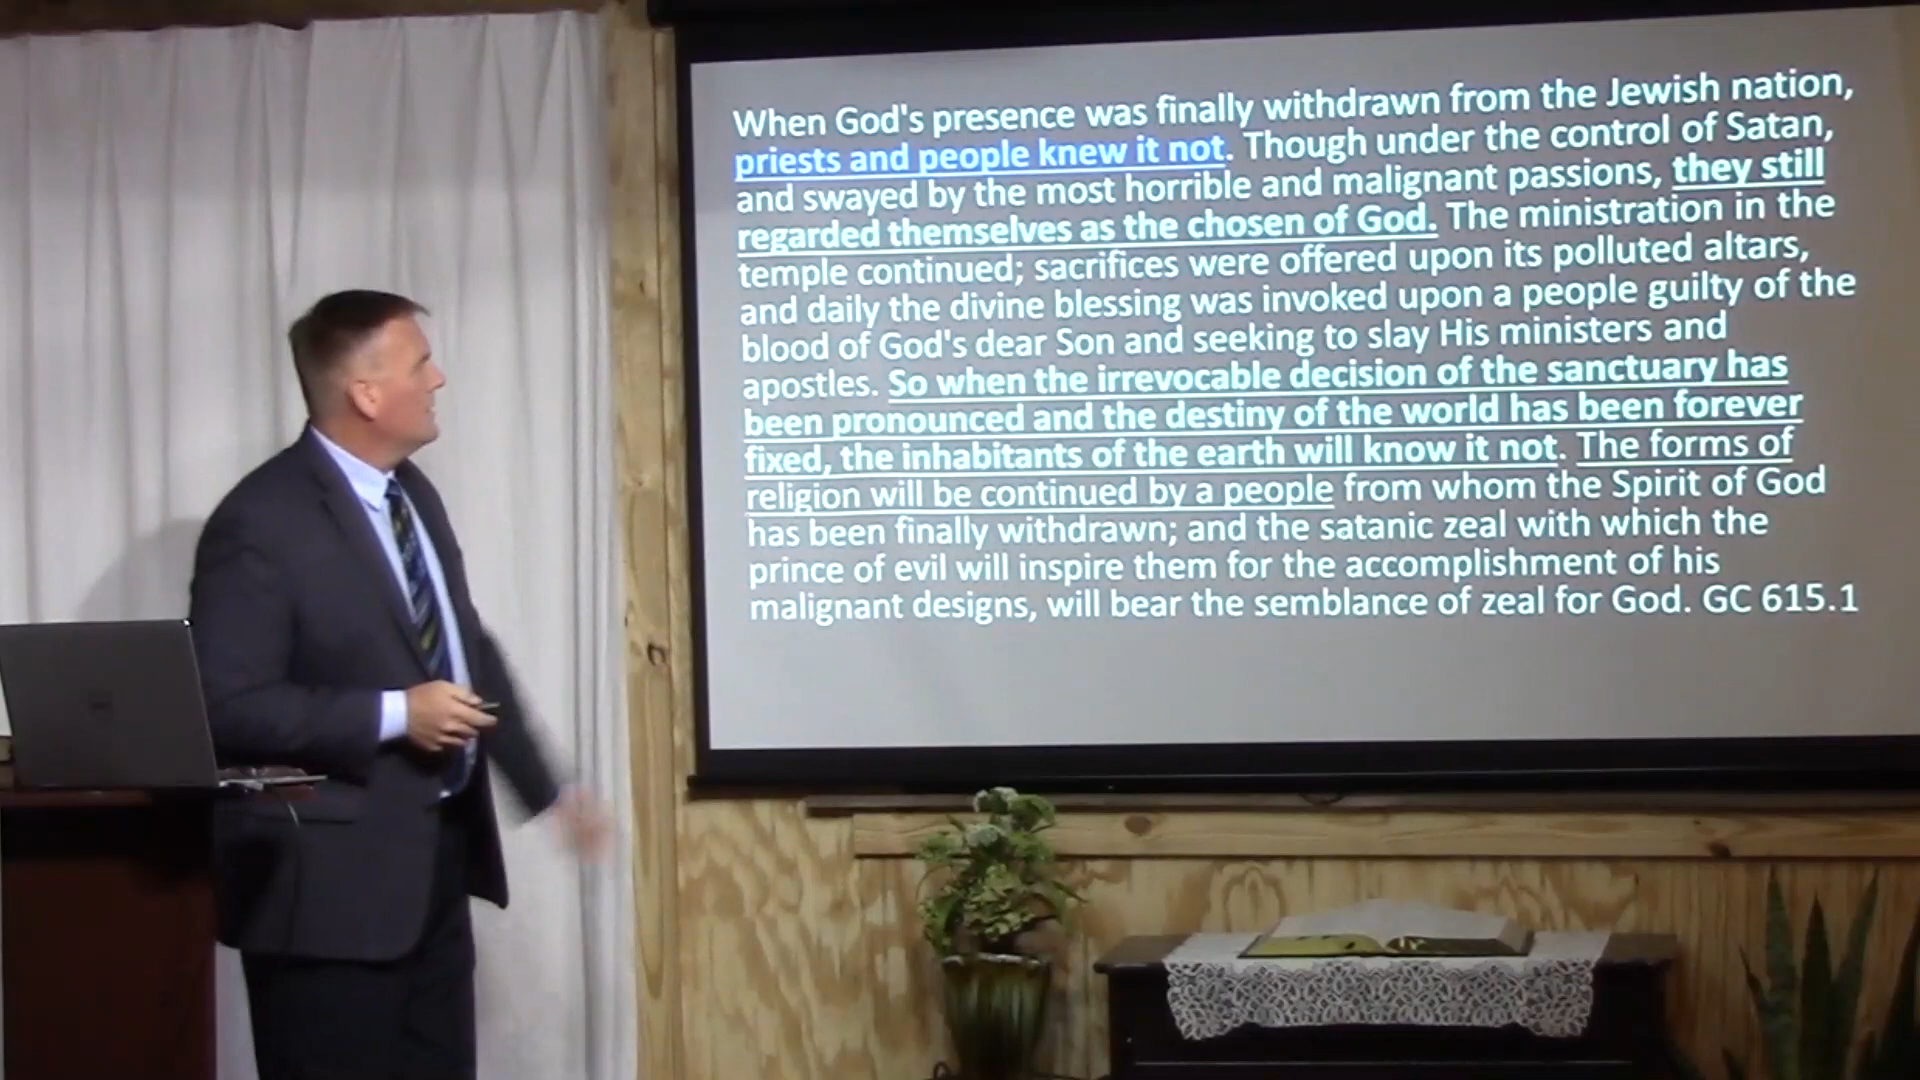 When God's presence was finally withdrawn from the Jewish nation,
priests and people knew it not. Though under the control of Satan,
and swayed by the most horrible and malignant passions, they still
regarded themselves as the chosen of God. The ministration in the
temple continued; sacrifices were offered upon its polluted altars,
and daily the divine blessing was invoked upon a people guilty of the
blood of God's dear Son and seeking to slay His ministers and
apostles. So when the irrevocable decision of the sanctuary has
been pronounced and the destiny of the world has been forever
fixed, the inhabitants of the earth will know it not. The forms of
religion will be continued by a people from whom the Spirit of God
has been finally withdrawn; and the satanic zeal with which the
prince of evil will inspire them for the accomplishment of his
malignant designs, will bear the semblance of zeal for God. GC 615.1